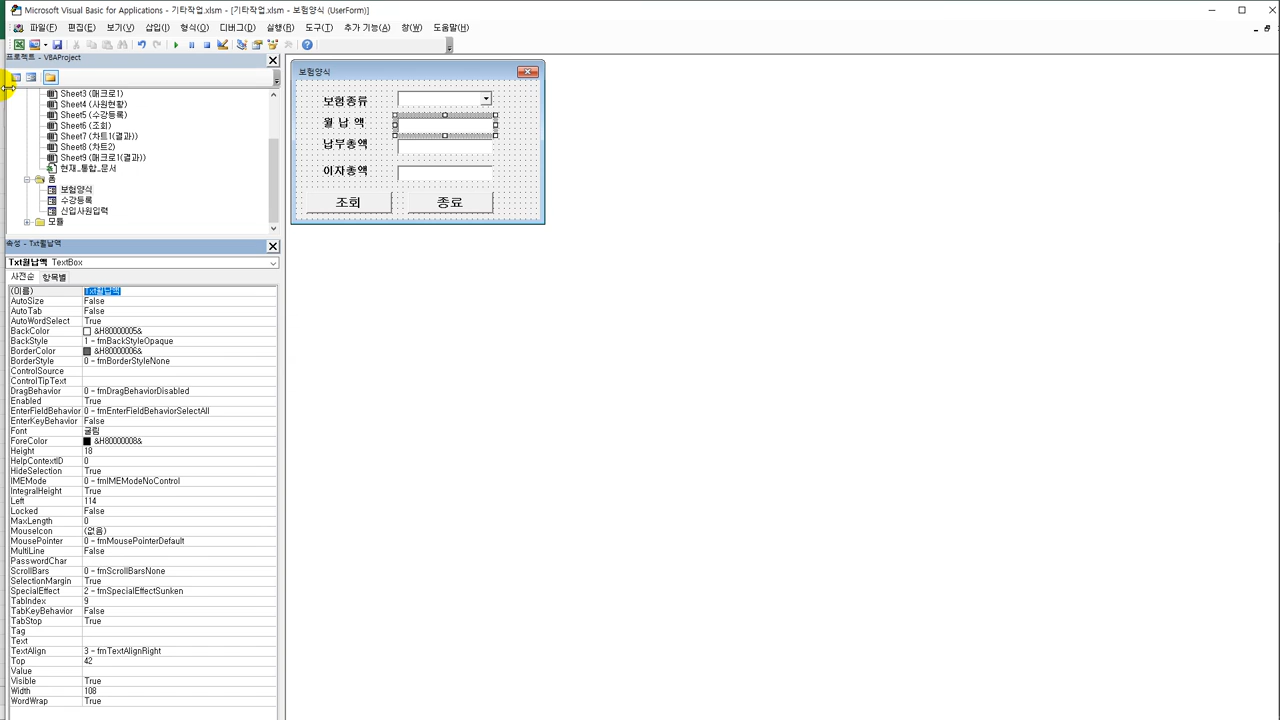 Microsoft Visual Basic for Applications - 기타작업.xlsm - [기타작업.xlsm - 보험양식 (UserForm)]
파일(F) 편집(E) 보기(V) 삽입(I) 형식(O) 디버그(D) 실행(R) 도구(T) 추가 기능(A) 창(W) 도움말(H)
프로젝트 - VBAProject
Sheet3 (매크로1)
Sheet4 (사원현황)
Sheet5 (수강등록)
Sheet6 (조회)
Sheet7 (차트1(결과))
Sheet8 (차트2)
Sheet9 (매크로1(결과))
현재_통합_문서
폼
보험양식
수강등록
신입사원입력
모듈
속성 - Txt월납액
Txt월납액 TextBox
사전순 항목별
(이름) Txt월납액
AutoSize False
AutoTab False
AutoWordSelect True
BackColor &H80000005&
BackStyle 1 - fmBackStyleOpaque
BorderColor &H80000006&
BorderStyle 0 - fmBorderStyleNone
ControlSource
ControlTipText
DragBehavior 0 - fmDragBehaviorDisabled
Enabled True
EnterFieldBehavior 0 - fmEnterFieldBehaviorSelectAll
EnterKeyBehavior False
Font 굴림
ForeColor &H80000008&
Height 18
HelpContextID 0
HideSelection True
IMEMode 0 - fmIMEModeNoControl
IntegralHeight True
Left 114
Locked False
MaxLength 0
MouseIcon (없음)
MousePointer 0 - fmMousePointerDefault
MultiLine False
PasswordChar
ScrollBars 0 - fmScrollBarsNone
SelectionMargin True
SpecialEffect 2 - fmSpecialEffectSunken
TabIndex 9
TabKeyBehavior False
TabStop True
Tag
Text
TextAlign 3 - fmTextAlignRight
Top 42
Value
Visible True
Width 108
WordWrap True
보험양식
보험종류
월 납 액
납부총액
이자총액
조회 종료